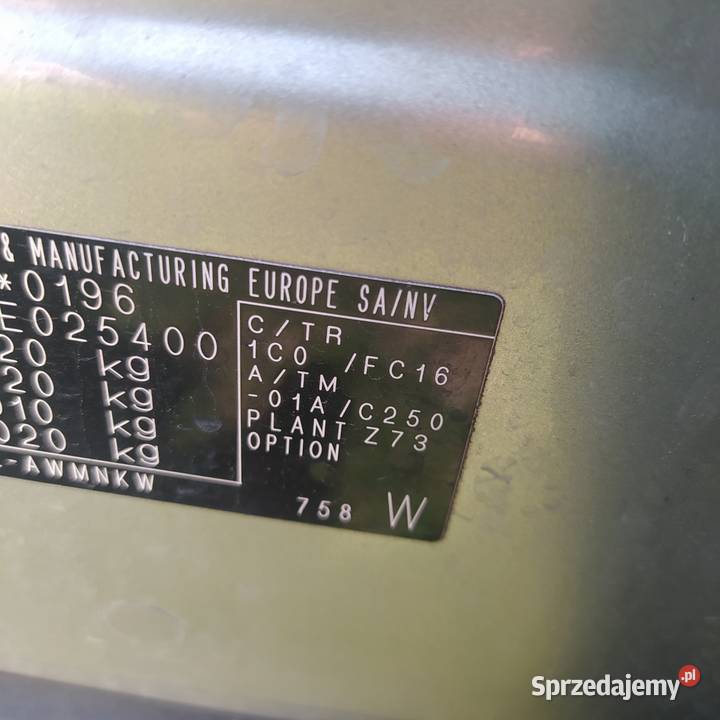 & MANUFACTURING EUROPE SA/NV
*0196
E025400
20 kg
20 kg
010 kg
020 kg
-AWMNKW
C/TR
1C0 /FC16
A/TM
-01A/C250
PLANT Z73
OPTION
758 W
Sprzedajemy.pl